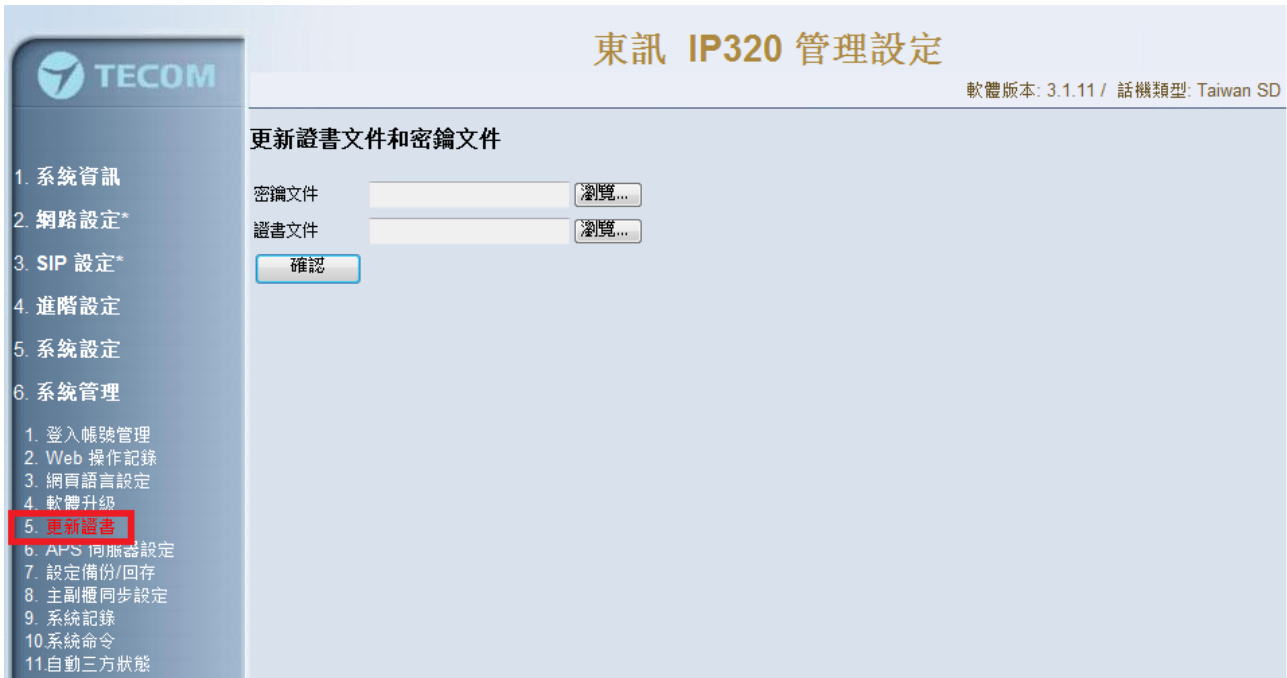 TECOM
東訊 IP320 管理設定
軟體版本: 3.1.11 / 話機類型: Taiwan SD
1. 系統資訊
2. 網路設定*
3. SIP 設定*
4. 進階設定
5. 系統設定
6. 系統管理
1. 登入帳號管理
2. Web 操作記錄
3. 網頁語言設定
4. 軟體升級
5. 更新證書
6. APS 伺服器設定
7. 設定備份/回存
8. 主副櫃同步設定
9. 系統記錄
10.系統命令
11.自動三方狀態
更新證書文件和密鑰文件
密鑰文件 瀏覽...
證書文件 瀏覽...
確認